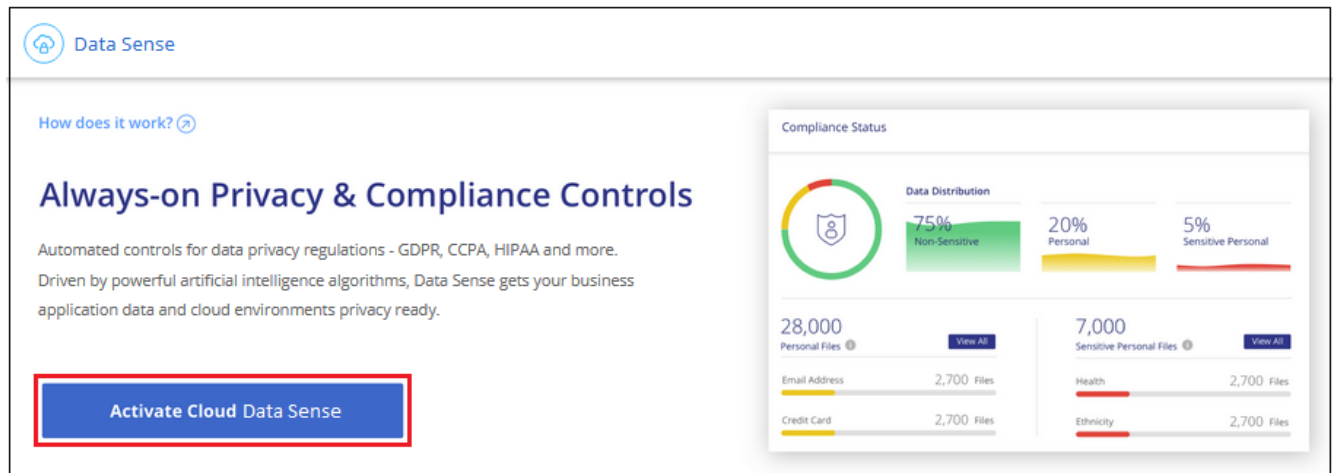 Data Sense
How does it work?
Always-on Privacy & Compliance Controls
Automated controls for data privacy regulations - GDPR, CCPA, HIPAA and more.
Driven by powerful artificial intelligence algorithms, Data Sense gets your business
application data and cloud environments privacy ready.
Activate Cloud Data Sense
Compliance Status
Data Distribution
75%
Non-Sensitive
20%
Personal
5%
Sensitive Personal
28,000
Personal Files
View All
Email Address 2,700 Files
Credit Card 2,700 Files
7,000
Sensitive Personal Files
View All
Health 2,700 Files
Ethnicity 2,700 Files